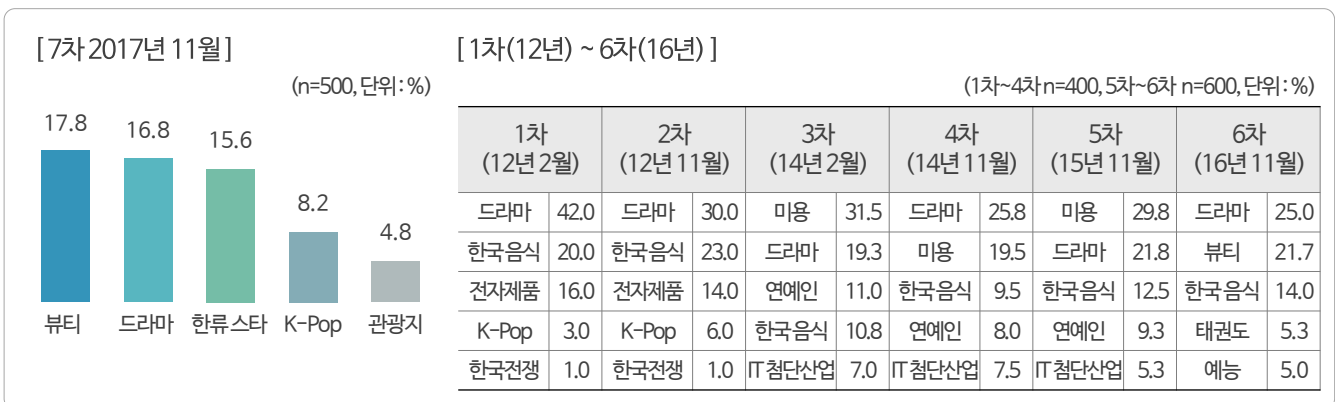 [ 7차 2017년 11월 ]
(n=500, 단위 : %)
17.8 16.8 15.6 8.2 4.8
뷰티 드라마 한류 스타 K-Pop 관광지
[ 1차(12년) ~ 6차(16년) ]
(1차~4차 n=400, 5차~6차 n=600, 단위: %)
1차 2차 3차 4차 5차 6차
(12년 2월) (12년 11월) (14년 2월) (14년 11월) (15년 11월) (16년 11월)
드라마 42.0 드라마 30.0 미용 31.5 드라마 25.8 미용 29.8 드라마 25.0
한국음식 20.0 한국음식 23.0 드라마 19.3 미용 19.5 드라마 21.8 뷰티 21.7
전자제품 16.0 전자제품 14.0 연예인 11.0 한국음식 9.5 한국음식 12.5 한국음식 14.0
K-Pop 3.0 K-Pop 6.0 한국음식 10.8 연예인 8.0 연예인 9.3 태권도 5.3
한국전쟁 1.0 한국전쟁 1.0 IT첨단산업 7.0 IT첨단산업 7.5 IT첨단산업 5.3 예능 5.0